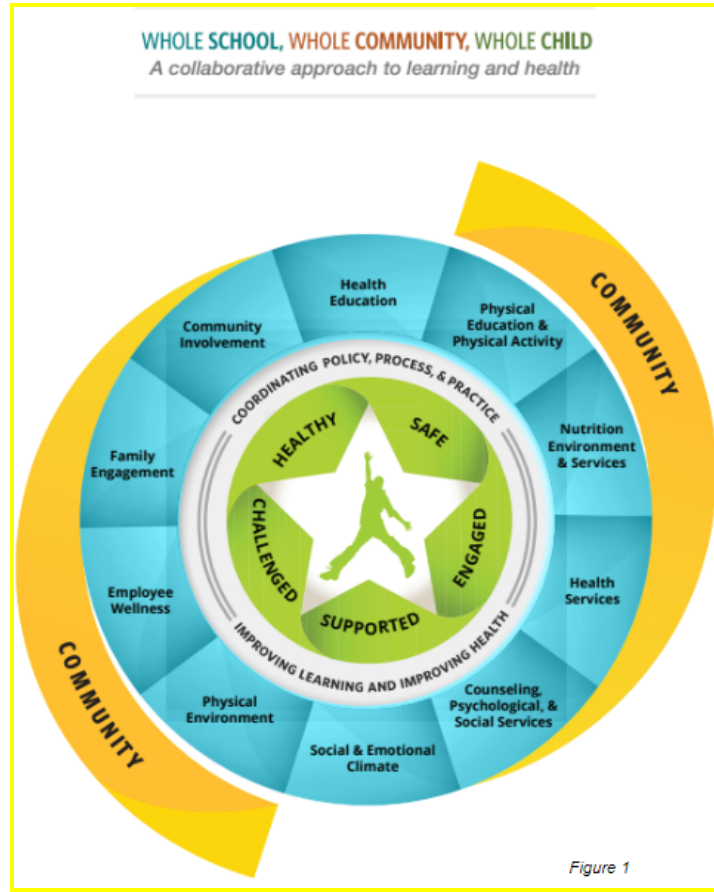 WHOLE SCHOOL, WHOLE COMMUNITY, WHOLE CHILD
A collaborative approach to learning and health
COMMUNITY
Health
Education
Physical
Education &
Physical Activity
Nutrition
Environment
& Services
Health
Services
Counseling,
Psychological, &
Social Services
Social & Emotional
Climate
Physical
Environment
Employee
Wellness
Family
Engagement
Community
Involvement
COORDINATING POLICY, PROCESS, & PRACTICE
IMPROVING LEARNING AND IMPROVING HEALTH
HEALTHY
SAFE
ENGAGED
SUPPORTED
CHALLENGED
COMMUNITY
Figure 1